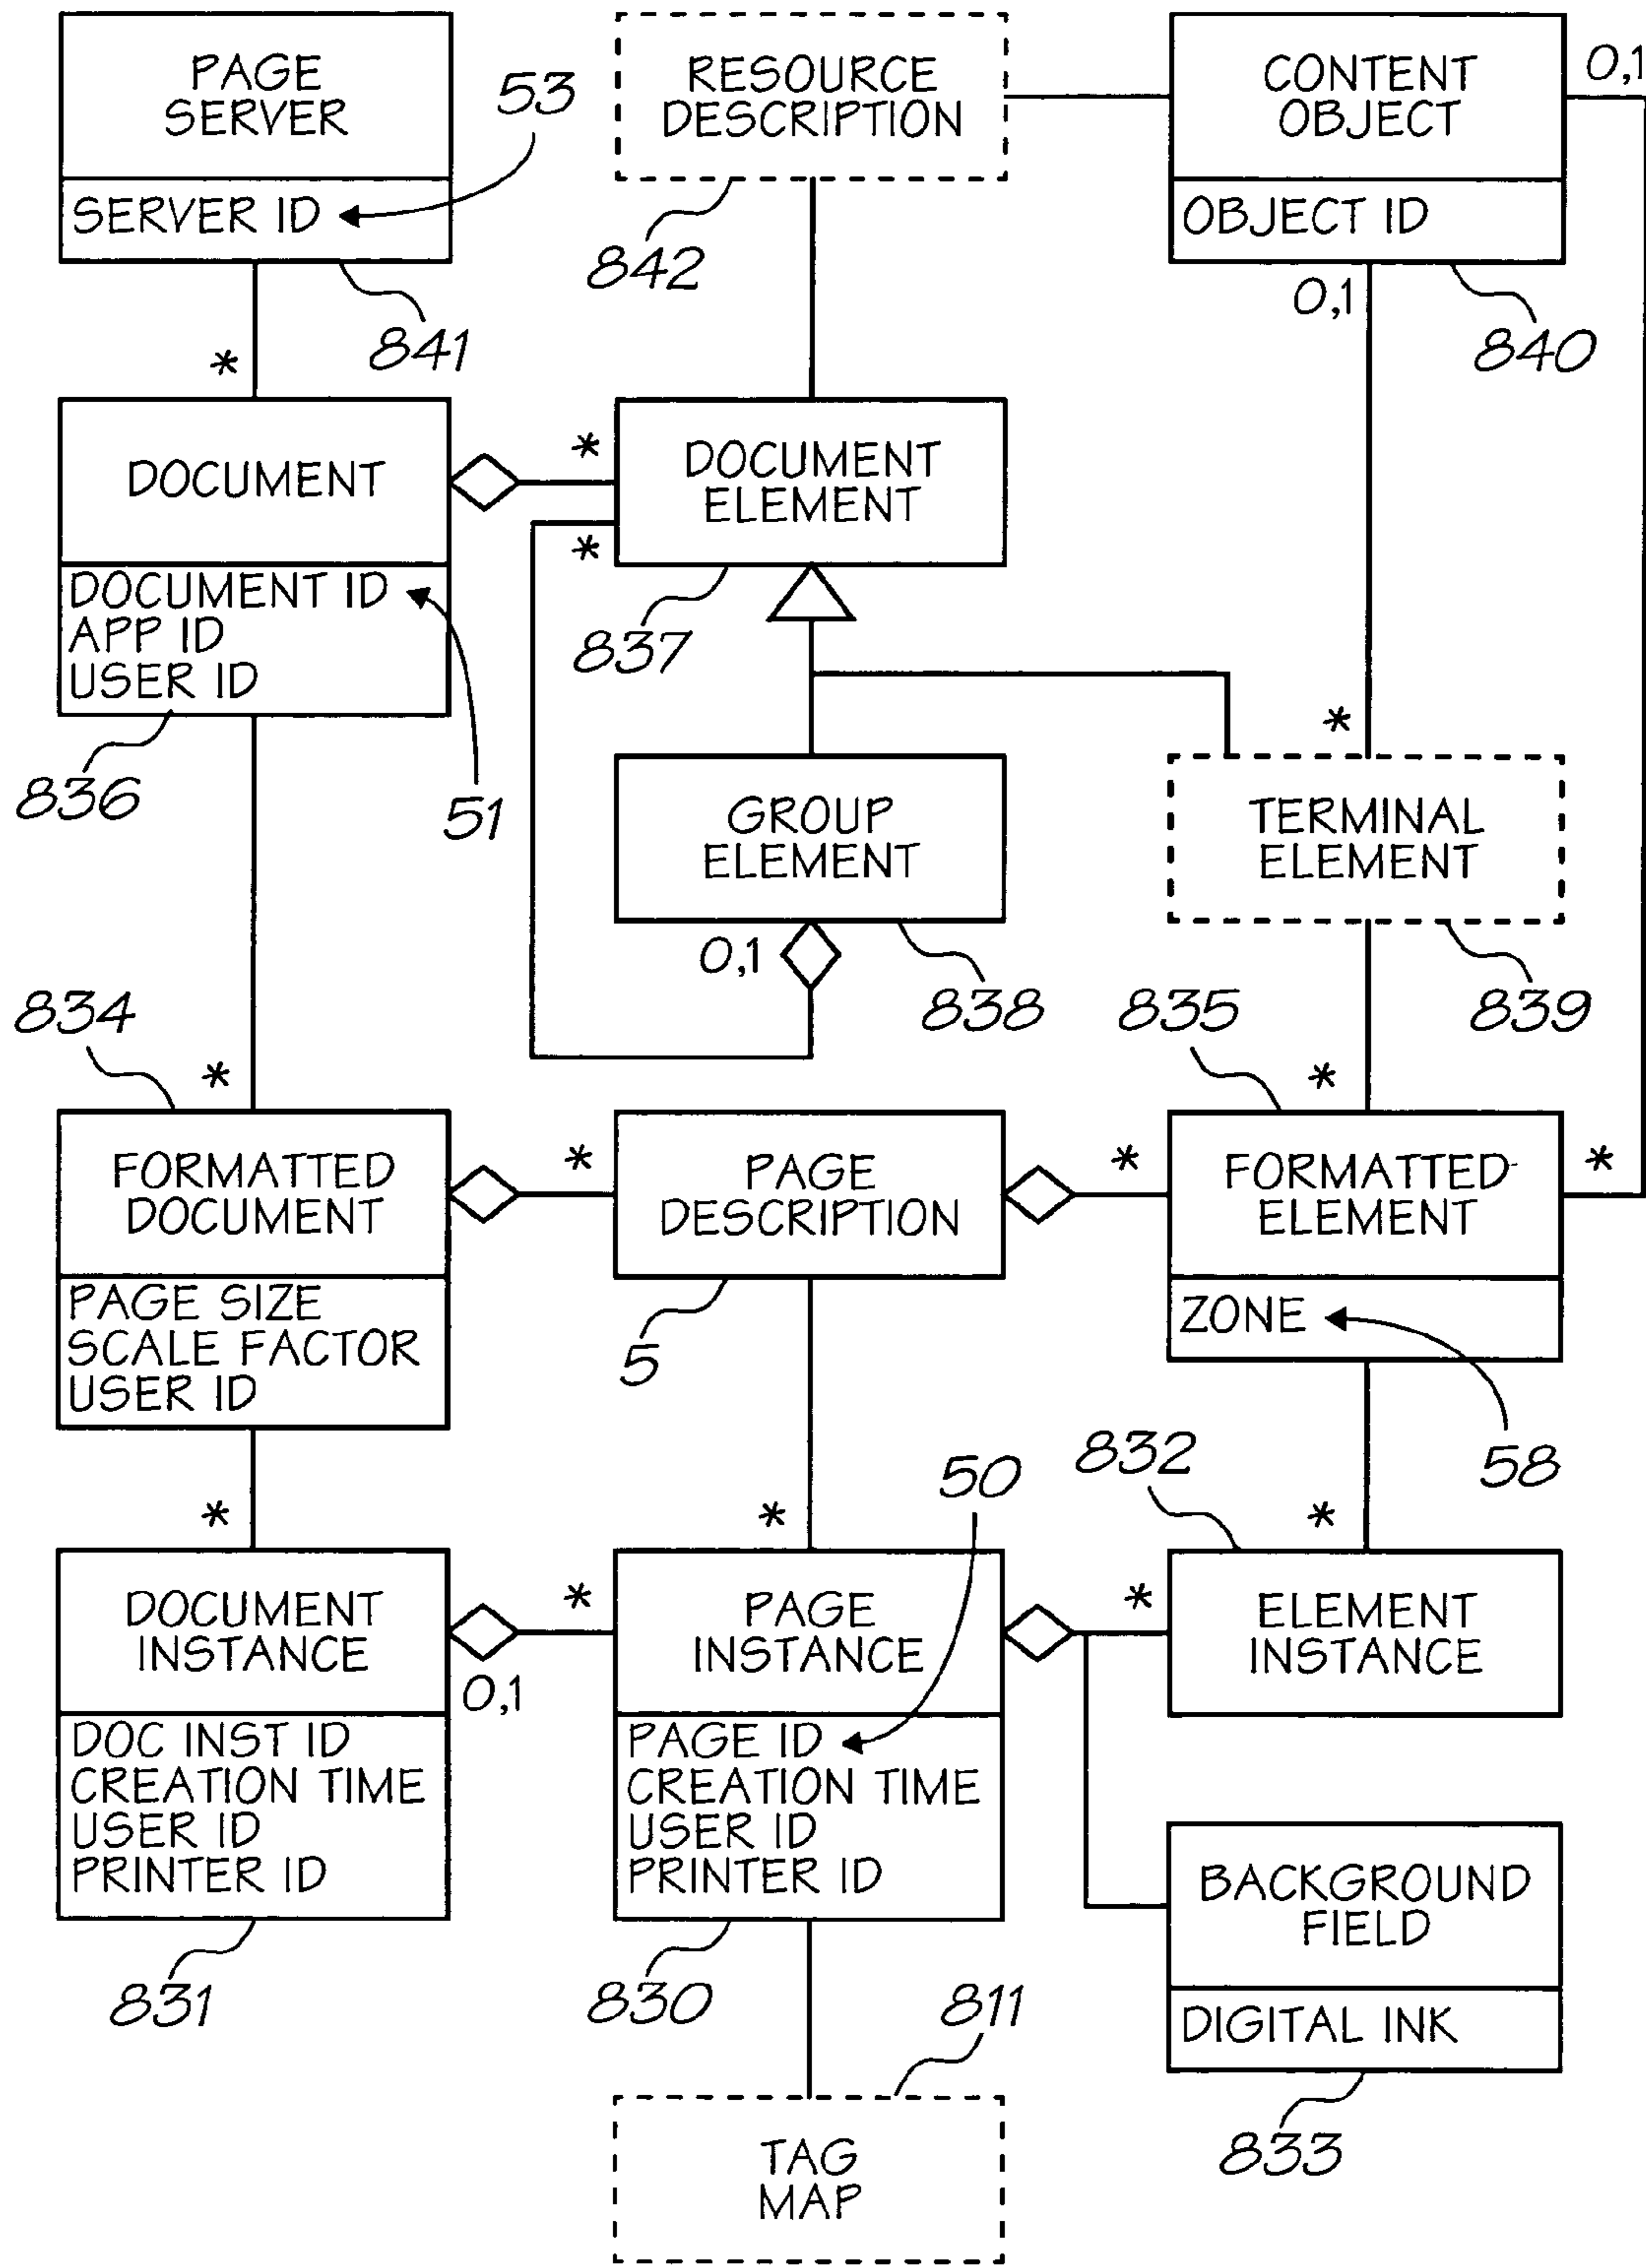 PAGE
SERVER
SERVER ID
53
841
RESOURCE
DESCRIPTION
842
CONTENT
OBJECT
OBJECT ID
0,1
0,1
840
*
DOCUMENT
DOCUMENT ID
APP ID
USER ID
836
51
*
*
DOCUMENT
ELEMENT
837
GROUP
ELEMENT
0,1
838
*
TERMINAL
ELEMENT
839
834
*
FORMATTED
DOCUMENT
PAGE SIZE
SCALE FACTOR
USER ID
*
PAGE
DESCRIPTION
5
835
*
*
FORMATTED
ELEMENT
*
ZONE
58
*
DOCUMENT
INSTANCE
0,1
DOC INST ID
CREATION TIME
USER ID
PRINTER ID
831
*
*
50
PAGE
INSTANCE
PAGE ID
CREATION TIME
USER ID
PRINTER ID
830
832
*
*
ELEMENT
INSTANCE
BACKGROUND
FIELD
DIGITAL INK
833
811
TAG
MAP